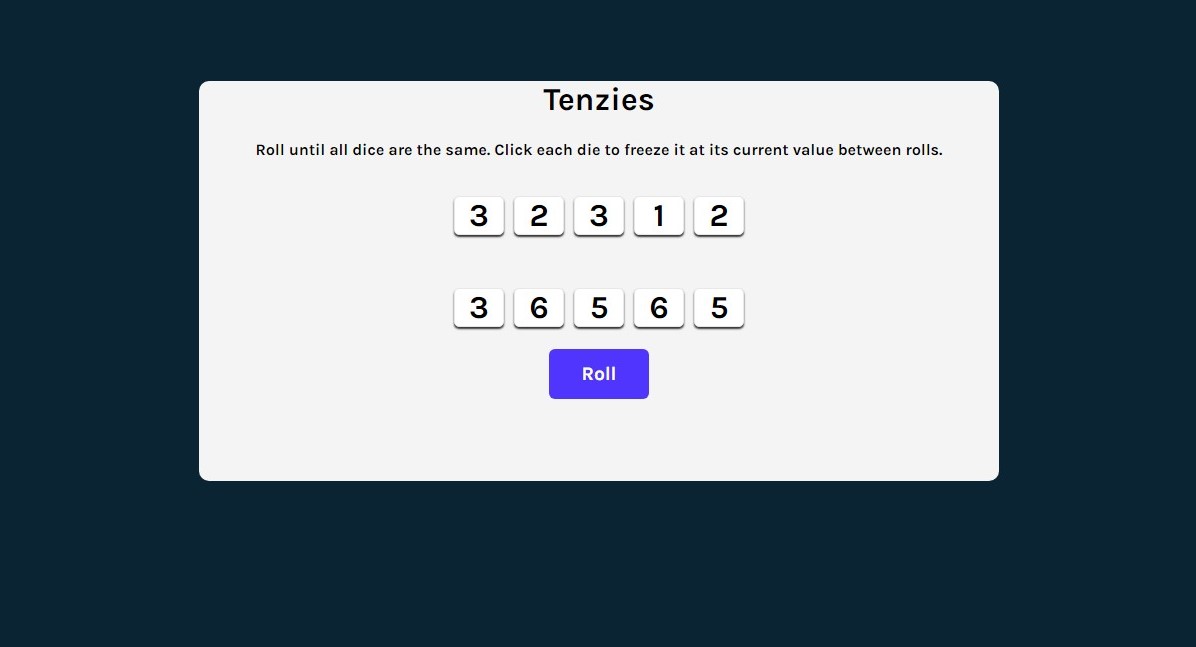 Tenzies
Roll until all dice are the same. Click each die to freeze it at its current value between rolls.
3 2 3 1 2
3 6 5 6 5
Roll